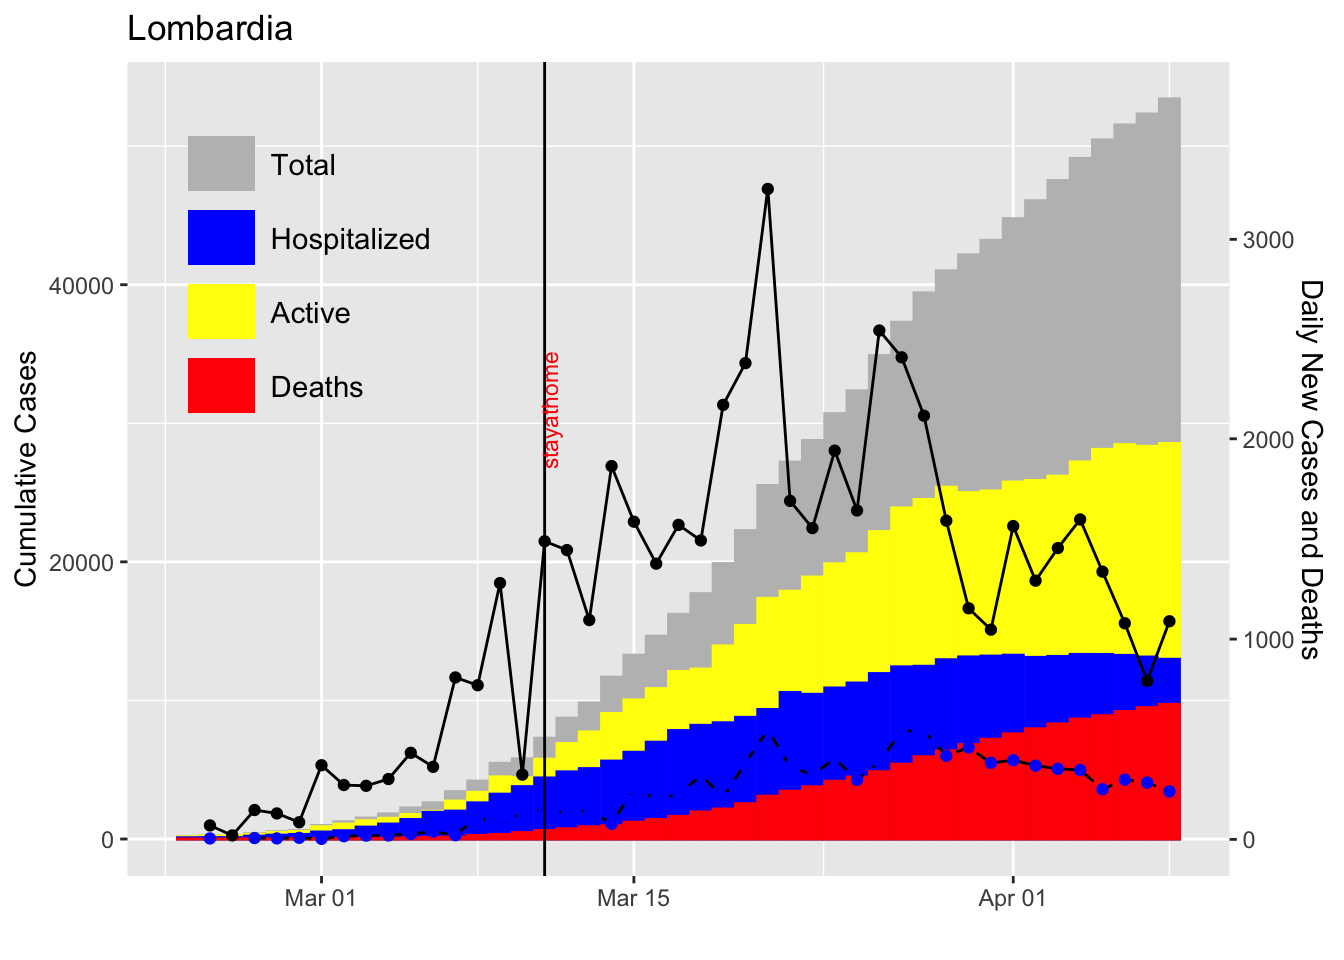 Lombardia
Total
Hospitalized
Active
Deaths
stayathome
Cumulative Cases
40000
20000
0
3000
2000
1000
0
Daily New Cases and Deaths
Mar 01
Mar 15
Apr 01